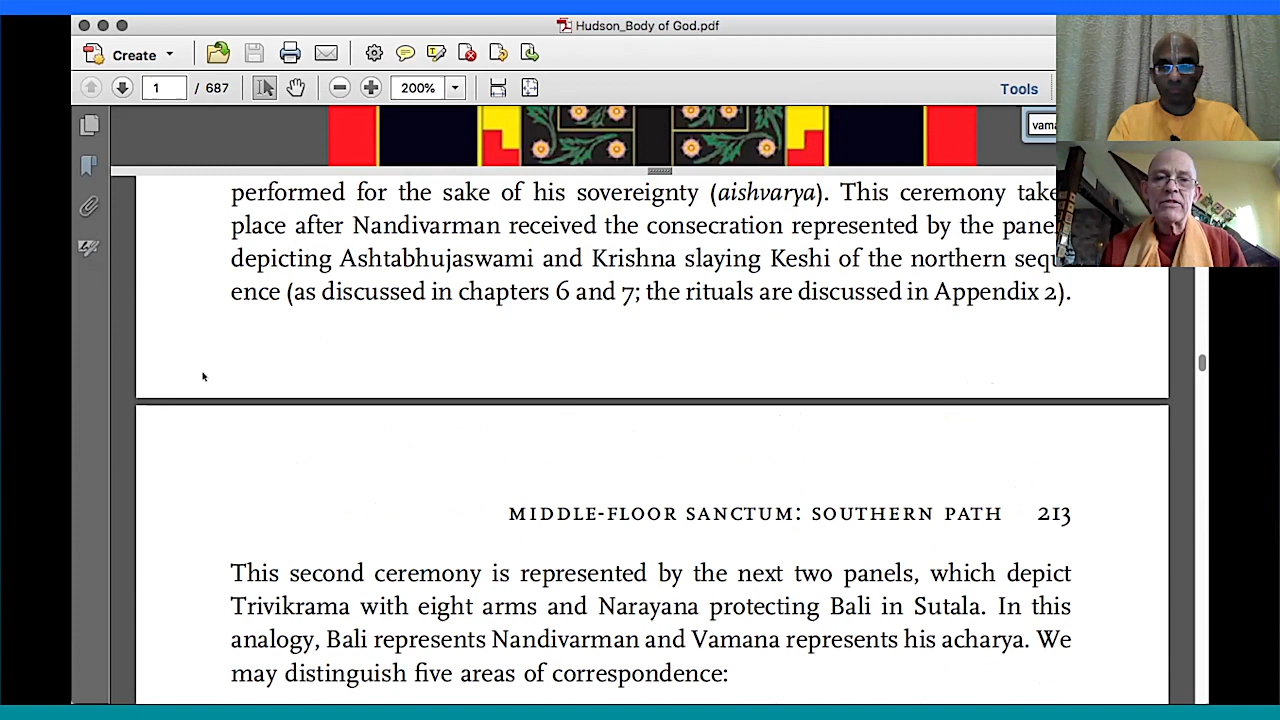 Hudson_Body of God.pdf
Create
1 / 687
200%
Tools
performed for the sake of his sovereignty (aishvarya). This ceremony take
place after Nandivarman received the consecration represented by the pane
depicting Ashtabhujaswami and Krishna slaying Keshi of the northern sequ
ence (as discussed in chapters 6 and 7; the rituals are discussed in Appendix 2).
MIDDLE-FLOOR SANCTUM: SOUTHERN PATH 213
This second ceremony is represented by the next two panels, which depict
Trivikrama with eight arms and Narayana protecting Bali in Sutala. In this
analogy, Bali represents Nandivarman and Vamana represents his acharya. We
may distinguish five areas of correspondence: